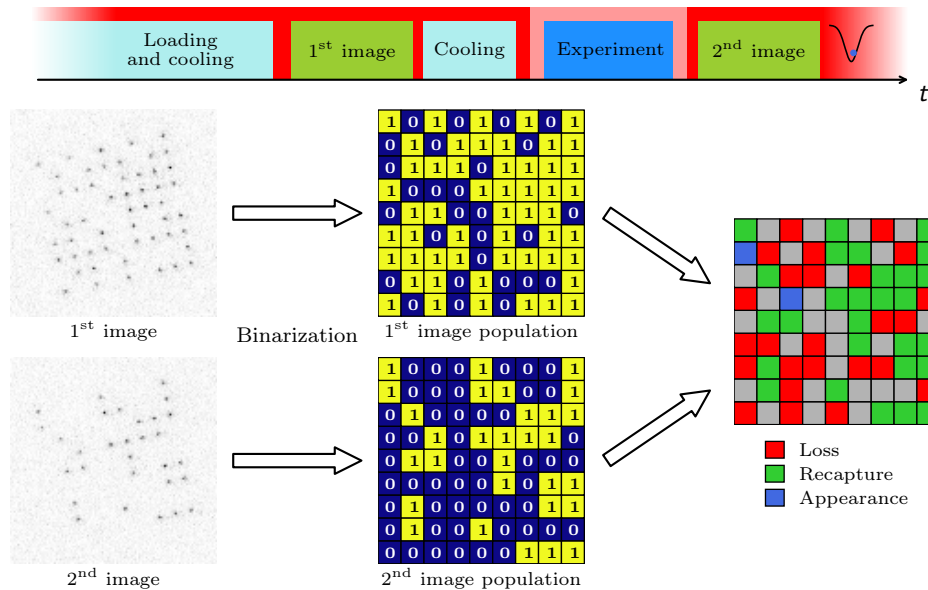 Loading
and cooling
1st image
Cooling
Experiment
2nd image
t
1 0 1 0 1 0 1 0 1
0 1 0 1 1 1 0 1 1
0 1 1 1 0 1 1 1 1
1 0 0 0 1 1 1 1 1
0 1 1 0 0 1 1 1 0
1 1 0 1 0 1 0 1 1
1 1 1 1 0 1 1 1 1
0 1 1 0 1 0 0 0 1
1 0 1 0 1 0 1 1 1
1st image
Binarization
1st image population
1 0 0 0 1 0 0 0 1
1 0 0 0 1 1 0 0 1
0 1 0 0 0 0 1 1 1
0 0 1 0 1 1 1 1 0
0 1 1 0 0 1 0 0 0
0 0 0 0 0 1 0 1 1
0 1 0 0 0 0 0 1 1
0 1 0 0 1 0 0 0 0
0 0 0 0 0 0 1 1 1
2nd image
2nd image population
Loss
Recapture
Appearance